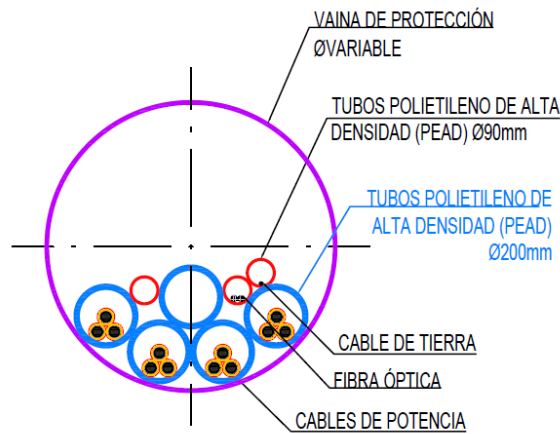 VAINA DE PROTECCIÓN
ØVARIABLE
TUBOS POLIETILENO DE ALTA
DENSIDAD (PEAD) Ø90mm
TUBOS POLIETILENO DE
ALTA DENSIDAD (PEAD)
Ø200mm
CABLE DE TIERRA
FIBRA ÓPTICA
CABLES DE POTENCIA